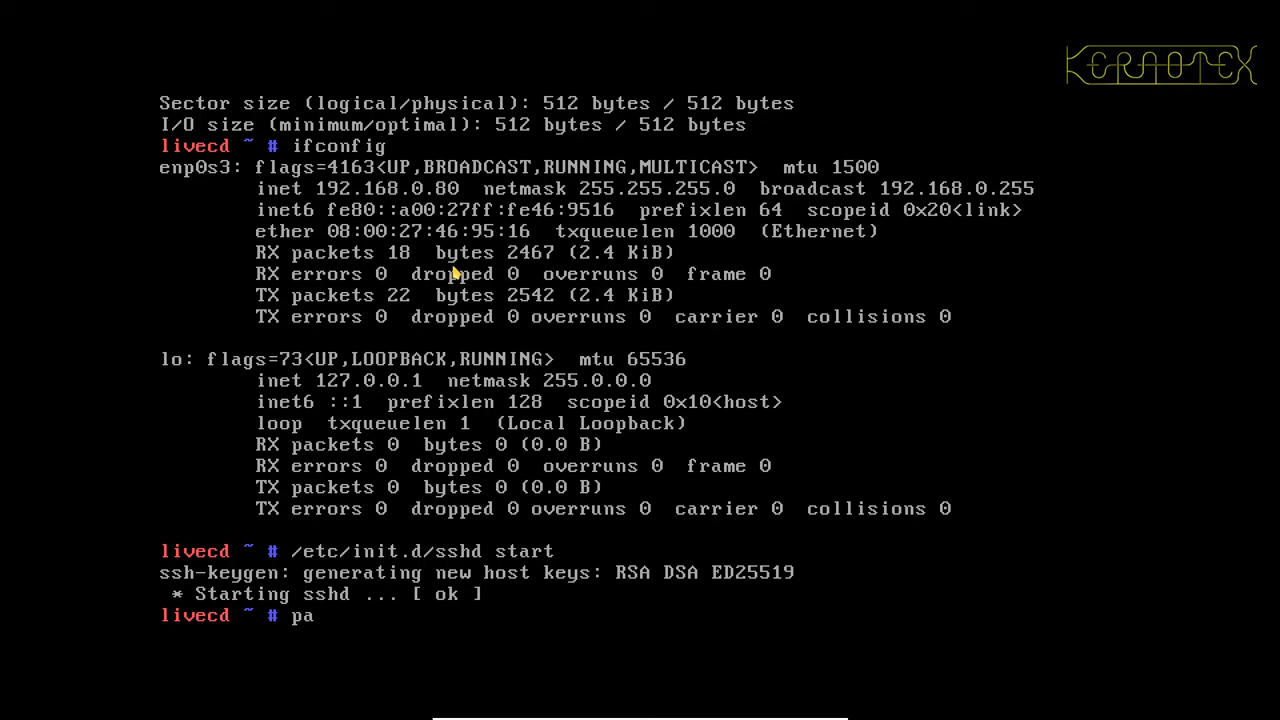 KERNOTEX
Sector size (logical/physical): 512 bytes / 512 bytes
I/O size (minimum/optimal): 512 bytes / 512 bytes
livecd ~ # ifconfig
enp0s3: flags=4163<UP,BROADCAST,RUNNING,MULTICAST>  mtu 1500
        inet 192.168.0.80  netmask 255.255.255.0  broadcast 192.168.0.255
        inet6 fe80::a00:27ff:fe46:9516  prefixlen 64  scopeid 0x20<link>
        ether 08:00:27:46:95:16  txqueuelen 1000  (Ethernet)
        RX packets 18  bytes 2467 (2.4 KiB)
        RX errors 0  dropped 0  overruns 0  frame 0
        TX packets 22  bytes 2542 (2.4 KiB)
        TX errors 0  dropped 0 overruns 0  carrier 0  collisions 0
lo: flags=73<UP,LOOPBACK,RUNNING>  mtu 65536
        inet 127.0.0.1  netmask 255.0.0.0
        inet6 ::1  prefixlen 128  scopeid 0x10<host>
        loop  txqueuelen 1  (Local Loopback)
        RX packets 0  bytes 0 (0.0 B)
        RX errors 0  dropped 0  overruns 0  frame 0
        TX packets 0  bytes 0 (0.0 B)
        TX errors 0  dropped 0 overruns 0  carrier 0  collisions 0
livecd ~ # /etc/init.d/sshd start
ssh-keygen: generating new host keys: RSA DSA ED25519
 * Starting sshd ... [ ok ]
livecd ~ # pa